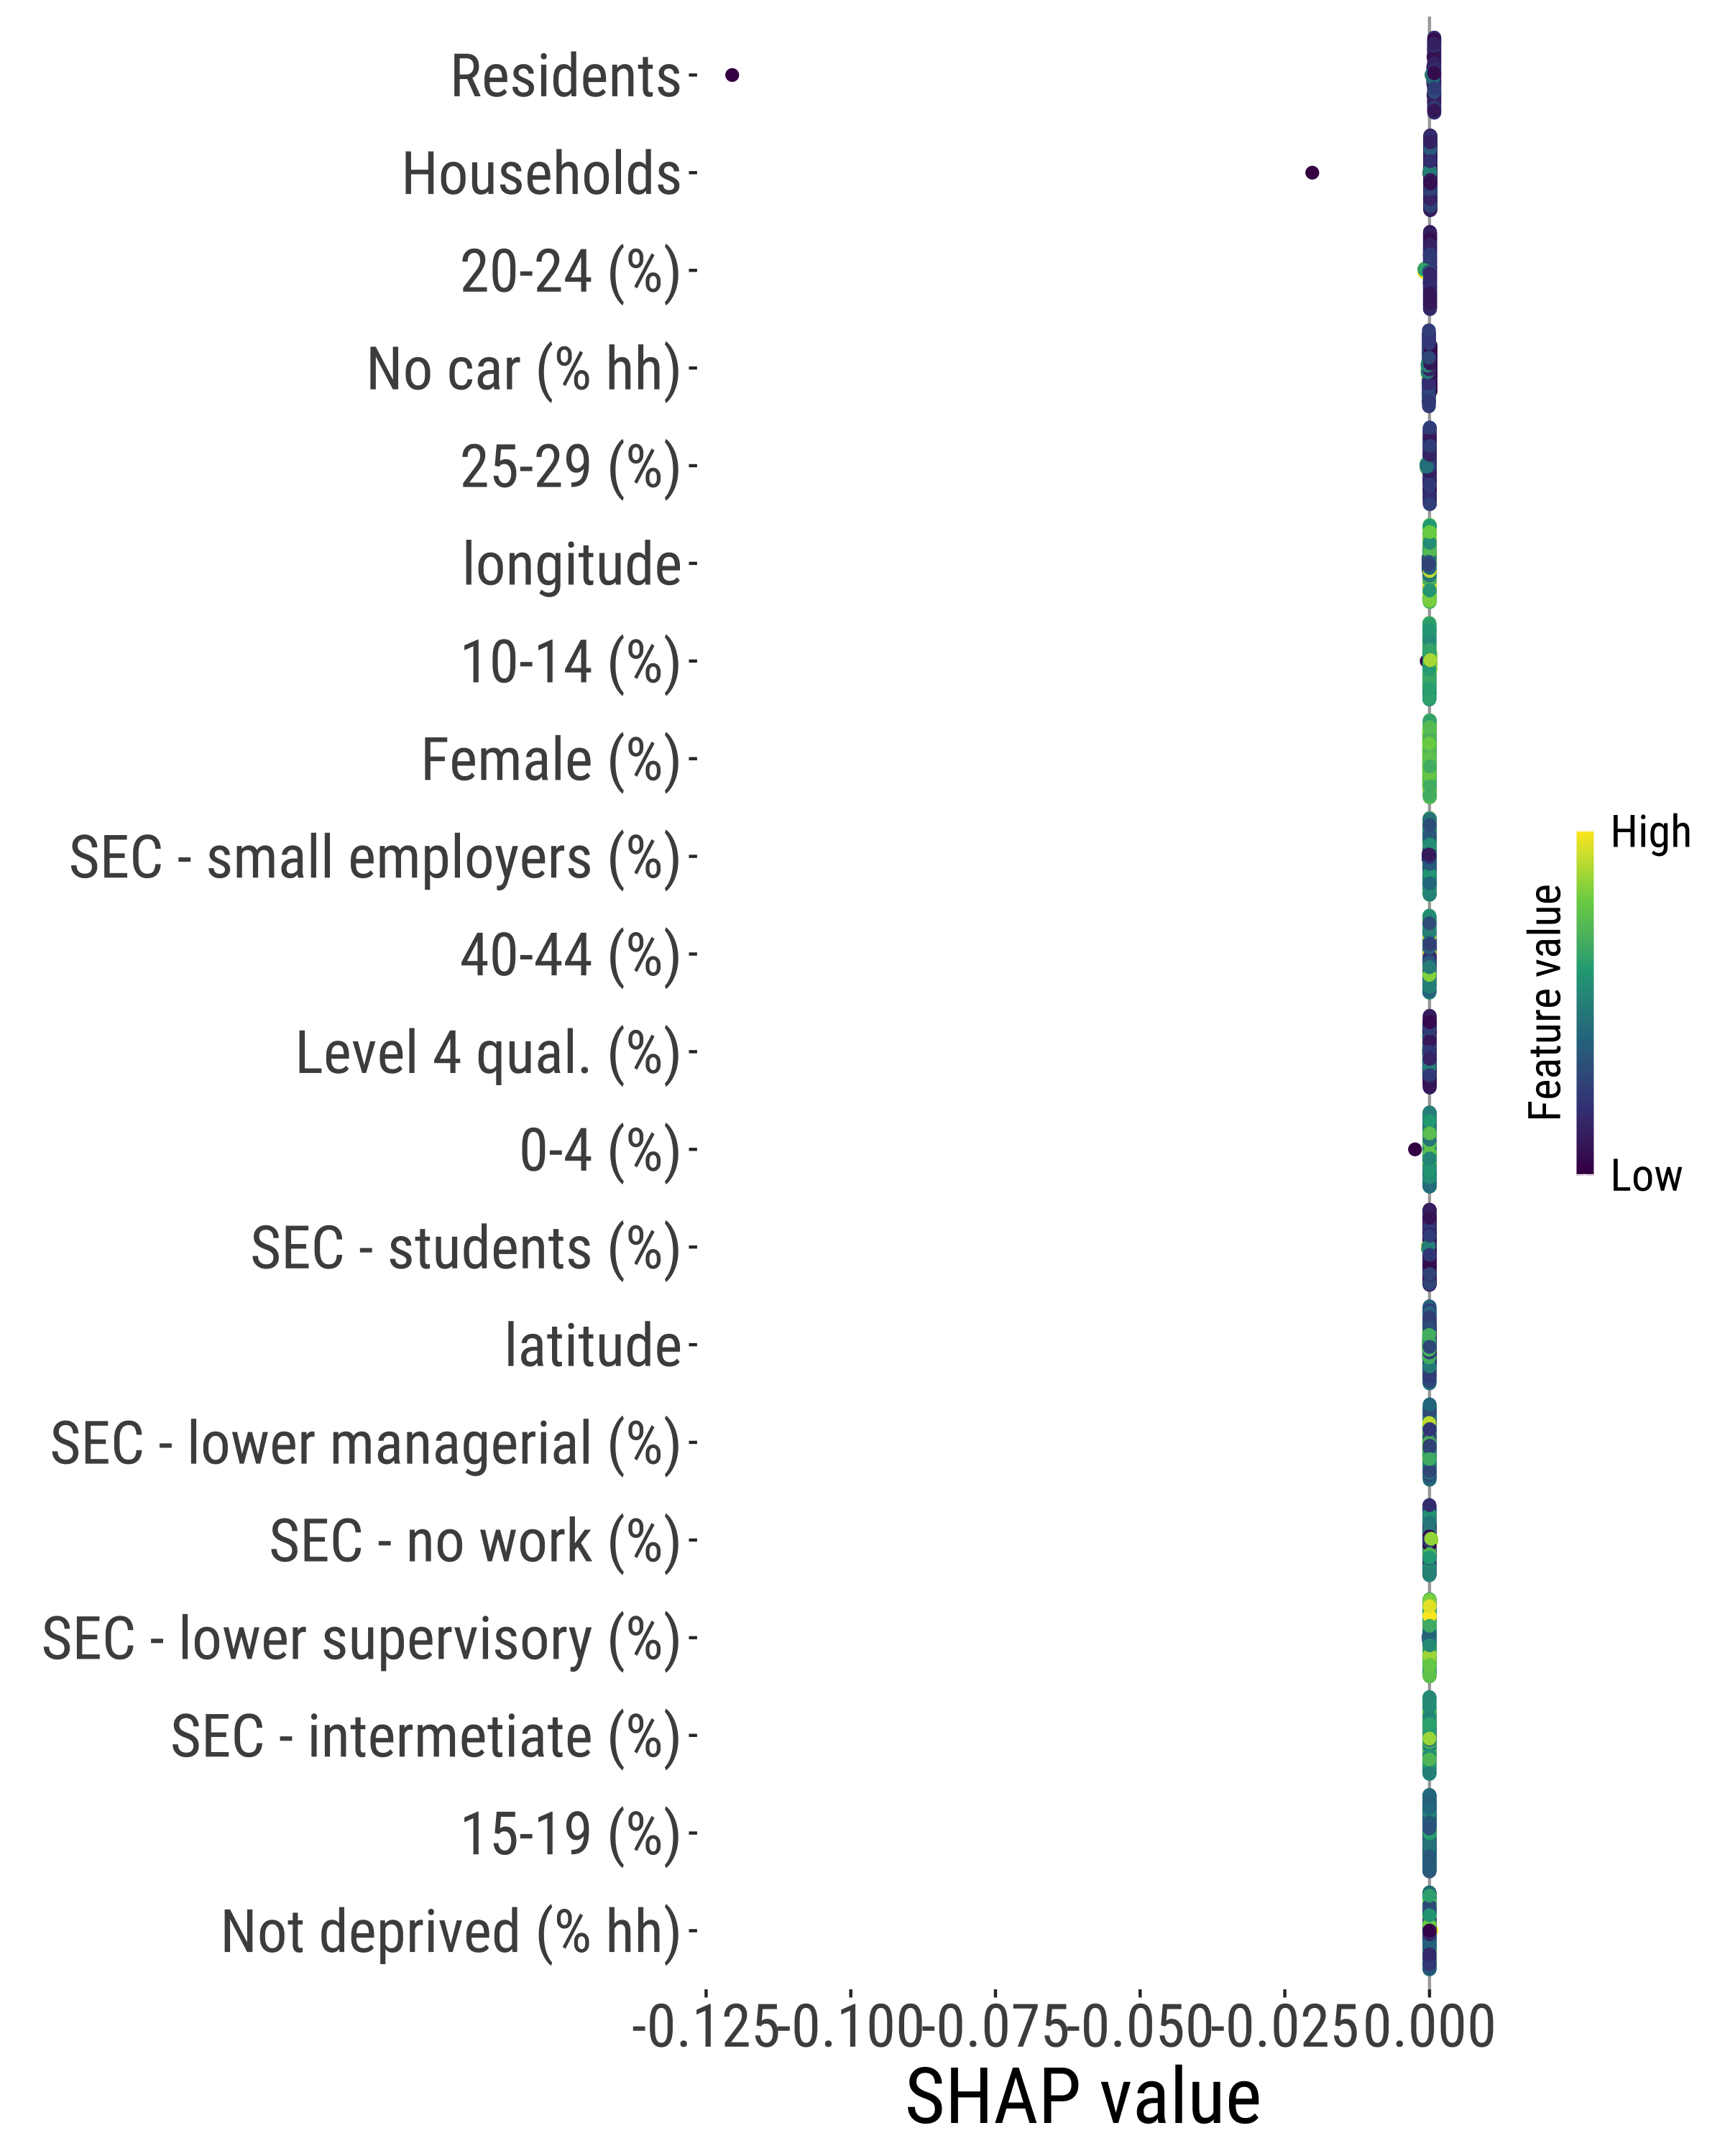 Residents
Households
20-24 (%)
No car (% hh)
25-29 (%)
longitude
10-14 (%)
Female (%)
SEC - small employers (%)
40-44 (%)
Level 4 qual. (%)
0-4 (%)
SEC - students (%)
latitude
SEC - lower managerial (%)
SEC - no work (%)
SEC - lower supervisory (%)
SEC - intermetiate (%)
15-19 (%)
Not deprived (% hh)
-0.125 -0.100 -0.075 -0.050 -0.025 0.000
SHAP value
High
Feature value
Low